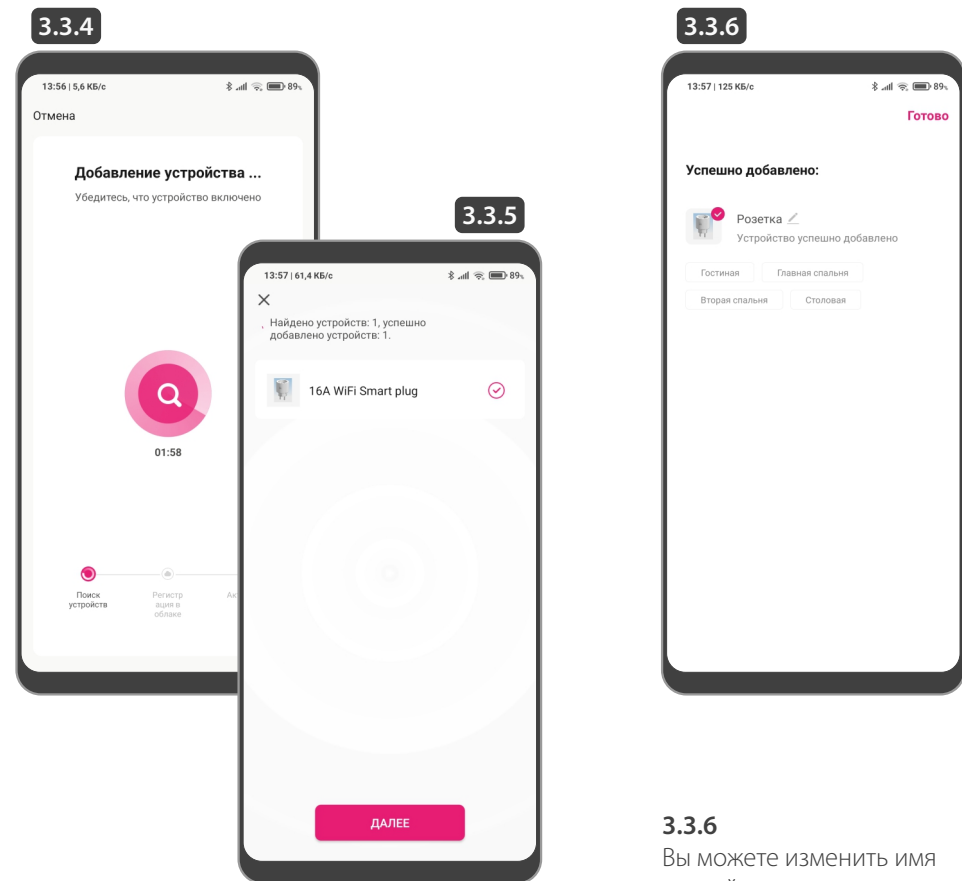 3.3.4
13:56 | 5,6 КБ/с 89%
Отмена
Добавление устройства ...
Убедитесь, что устройство включено
01:58
Поиск
устройств
Регистр
ация в
облаке
3.3.5
13:57 | 61,4 КБ/с 89%
Найдено устройств: 1, успешно
добавлено устройств: 1.
16A WiFi Smart plug
ДАЛЕЕ
3.3.6
13:57 | 125 КБ/с 89%
Готово
Успешно добавлено:
Розетка
Устройство успешно добавлено
Гостиная Главная спальня
Вторая спальня Столовая
3.3.6
Вы можете изменить имя